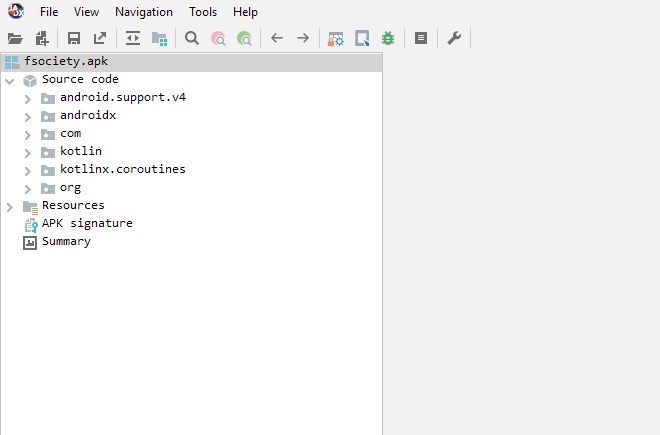 File View Navigation Tools Help
fsociety.apk
Source code
android.support.v4
androidx
com
kotlin
kotlinx.coroutines
org
Resources
APK signature
Summary